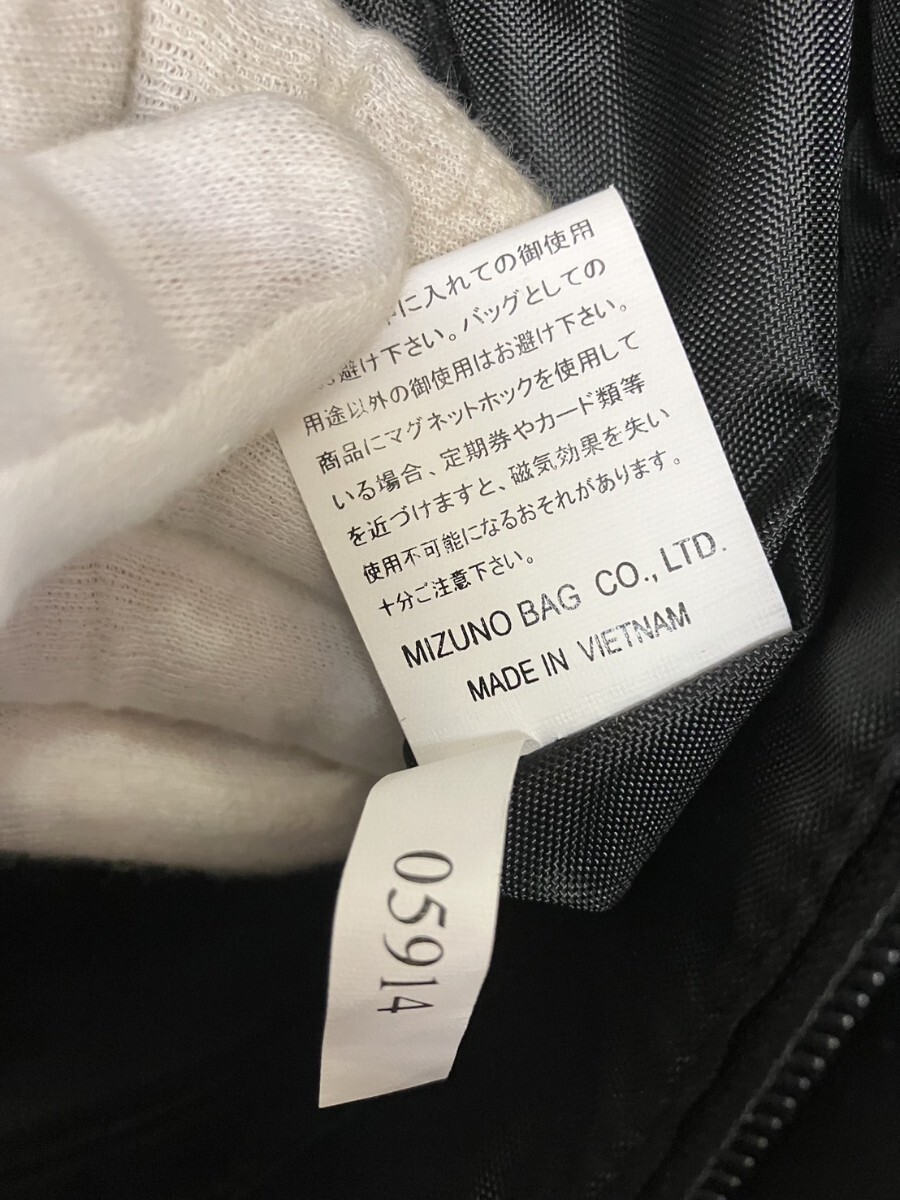 に入れての御使用
避け下さい。バッグとしての
用途以外の御使用はお避け下さい。
商品にマグネットホックを使用して
いる場合、定期券やカード類等
を近づけますと、磁気効果を失い
使用不可能になるおそれがあります。
十分ご注意下さい。
MIZUNO BAG CO., LTD.
MADE IN VIETNAM
05914